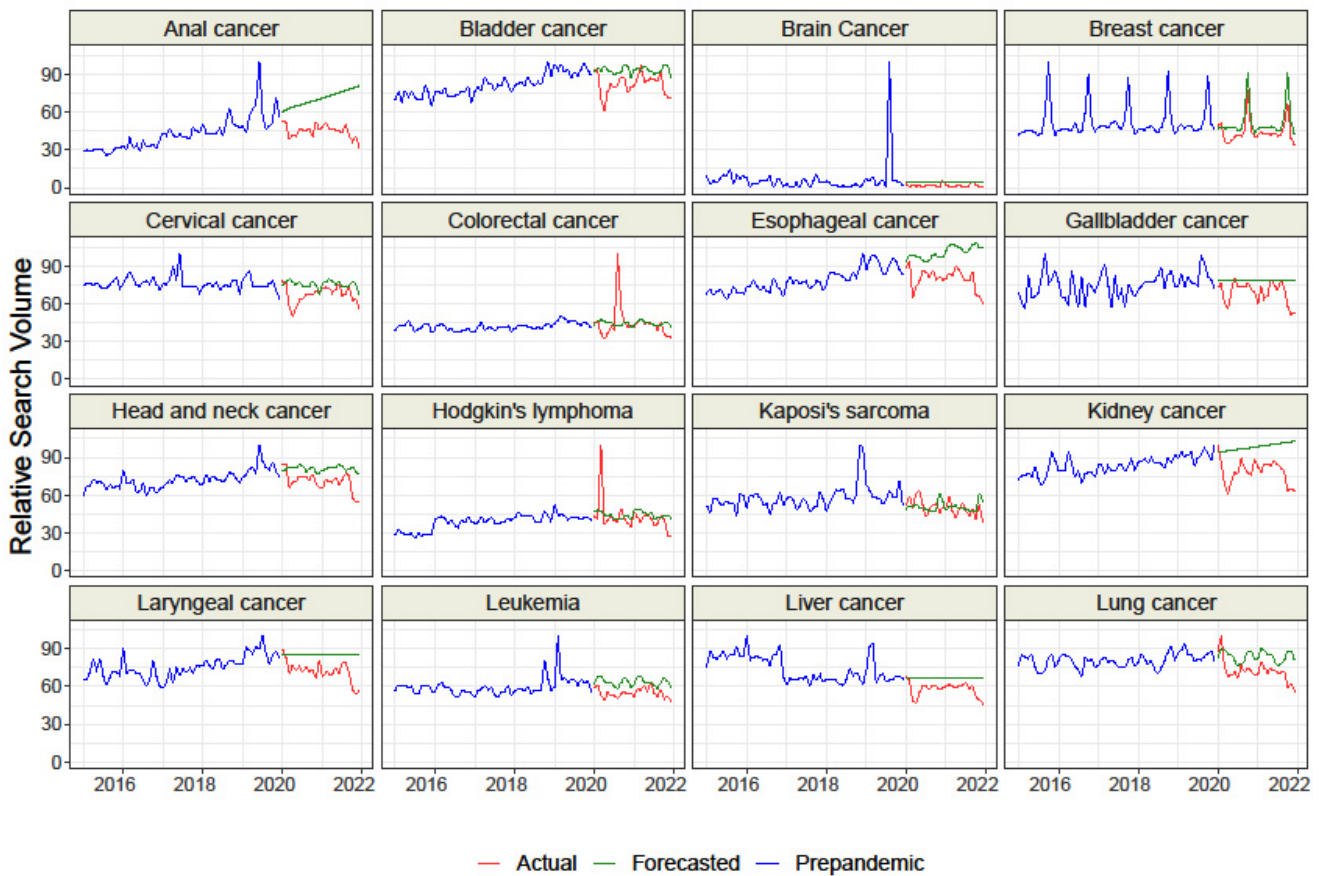 Anal cancer Bladder cancer Brain Cancer Breast cancer
90
60
30
0
Cervical cancer Colorectal cancer Esophageal cancer Gallbladder cancer
90
60
30
0
Relative Search Volume
Head and neck cancer Hodgkin's lymphoma Kaposi's sarcoma Kidney cancer
90
60
30
0
Laryngeal cancer Leukemia Liver cancer Lung cancer
90
60
30
0
2016 2018 2020 2022 2016 2018 2020 2022 2016 2018 2020 2022 2016 2018 2020 2022
Actual Forecasted Prepandemic